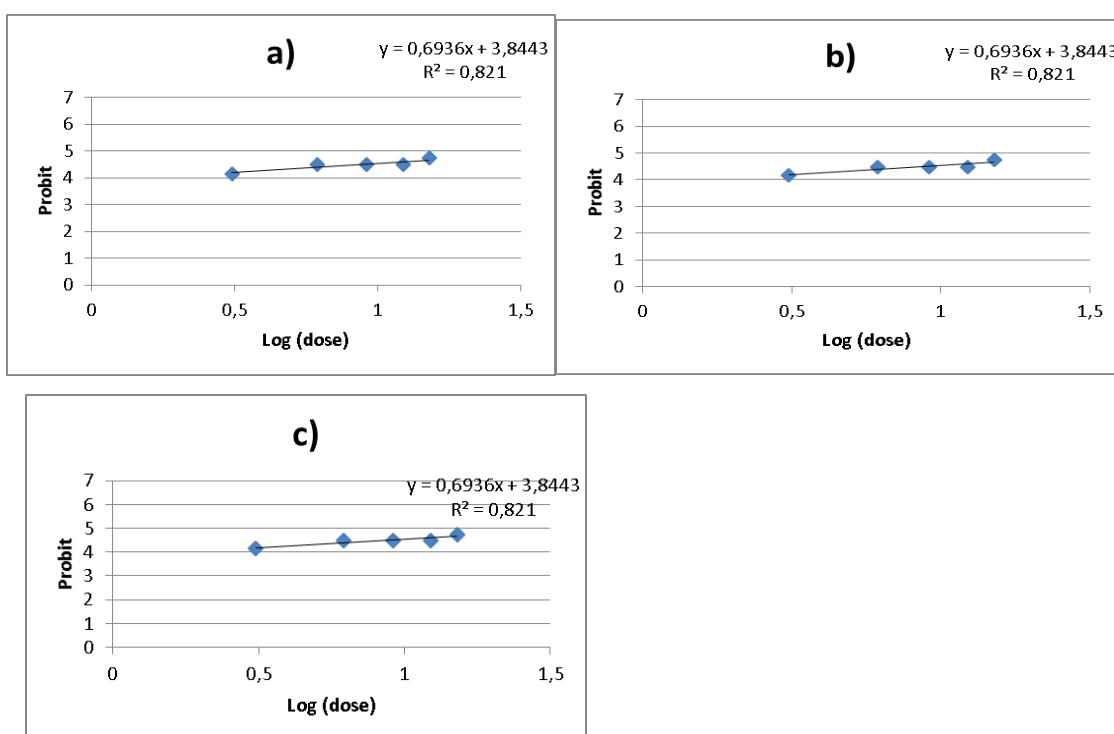 a)
y = 0,6936x + 3,8443
R² = 0,821
7
6
5
4
3
2
1
0
Probit
0 0,5 1 1,5
Log (dose)
b)
y = 0,6936x + 3,8443
R² = 0,821
7
6
5
4
3
2
1
0
Probit
0 0,5 1 1,5
Log (dose)
c)
y = 0,6936x + 3,8443
R² = 0,821
7
6
5
4
3
2
1
0
Probit
0 0,5 1 1,5
Log (dose)